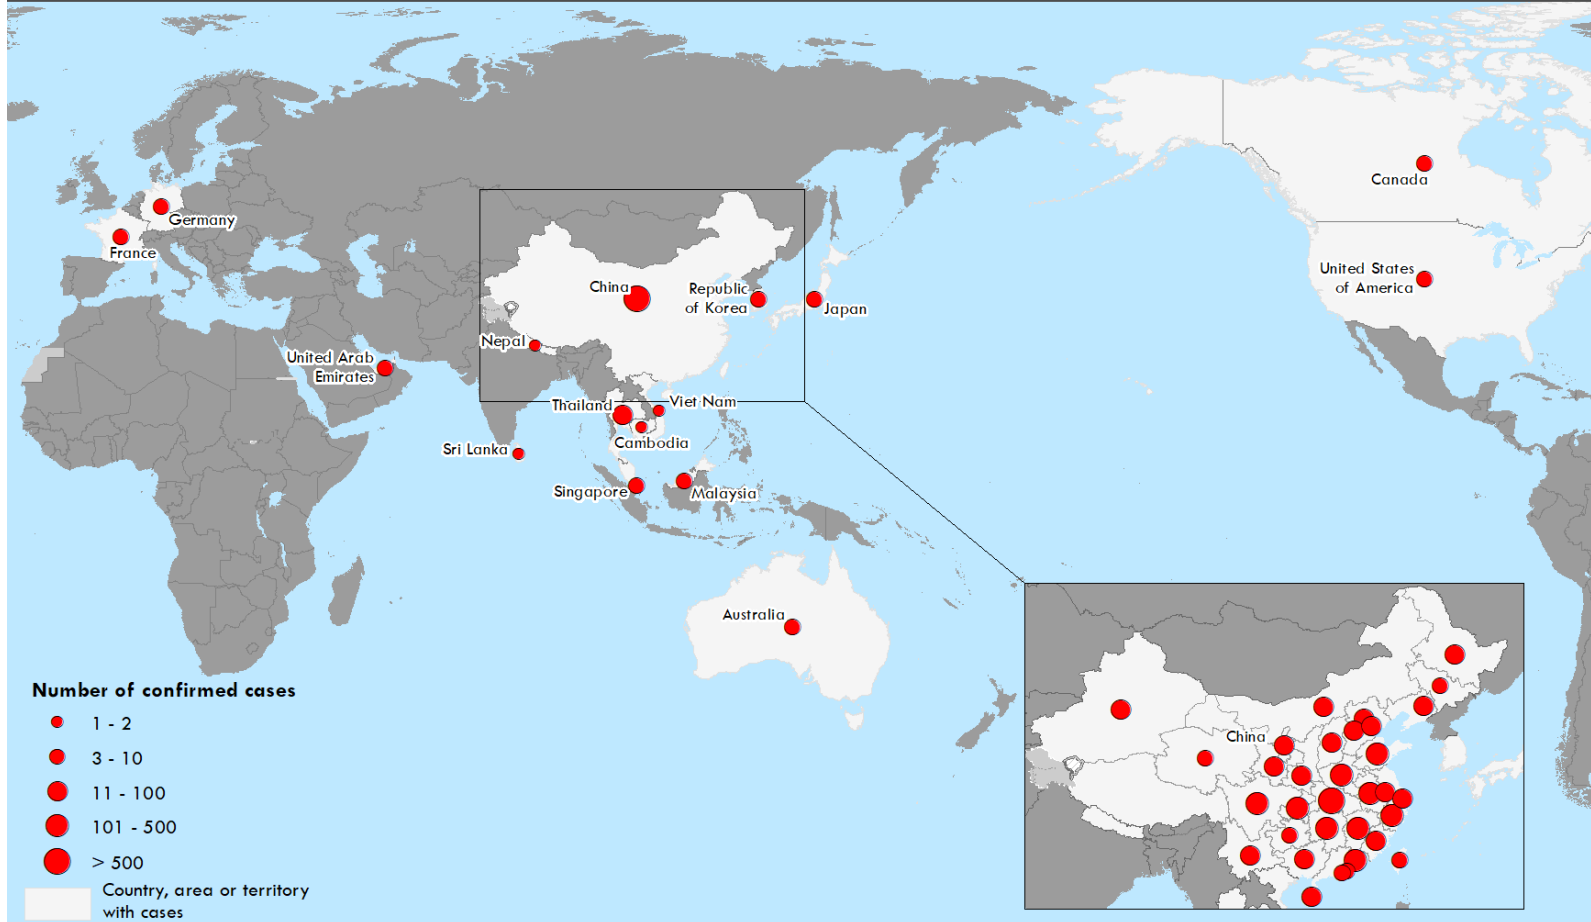 Canada
Germany
France
United States
of America
China
Republic
of Korea
Japan
Nepal
United Arab
Emirates
Thailand
Viet Nam
Cambodia
Sri Lanka
Singapore
Malaysia
Australia
Number of confirmed cases
1 - 2
3 - 10
11 - 100
101 - 500
> 500
Country, area or territory
with cases
China